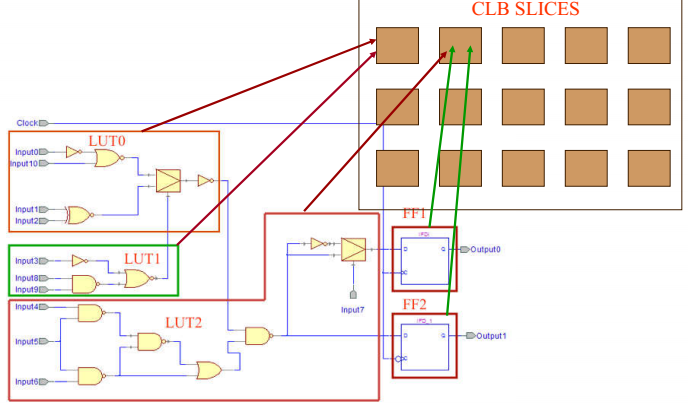 CLB SLICES
Clock
LUT0
Input0
Input10
Input1
Input2
FF1
Input3
LUT1
Input8
Input9
Output0
Input7
FF2
Input4
LUT2
Input5
Output1
Input6